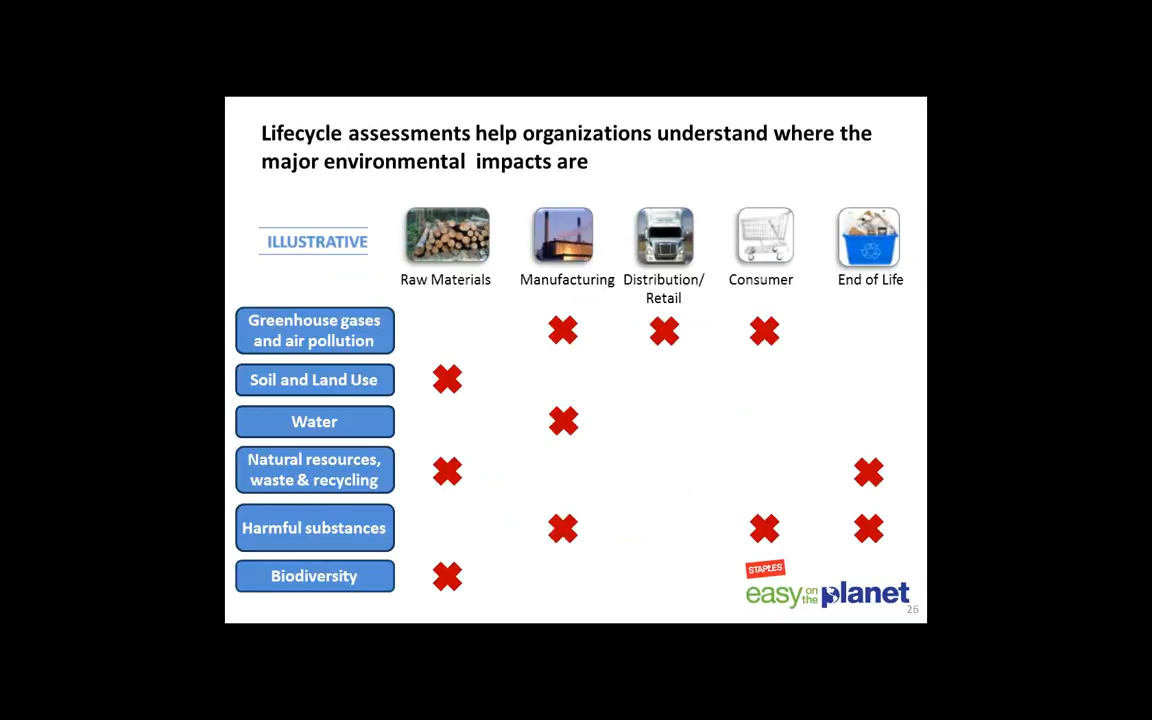 Lifecycle assessments help organizations understand where the
major environmental impacts are
ILLUSTRATIVE
Raw Materials
Manufacturing
Distribution/
Retail
Consumer
End of Life
Greenhouse gases
and air pollution
Soil and Land Use
Water
Natural resources,
waste & recycling
Harmful substances
Biodiversity
STAPLES
easy on the planet
26